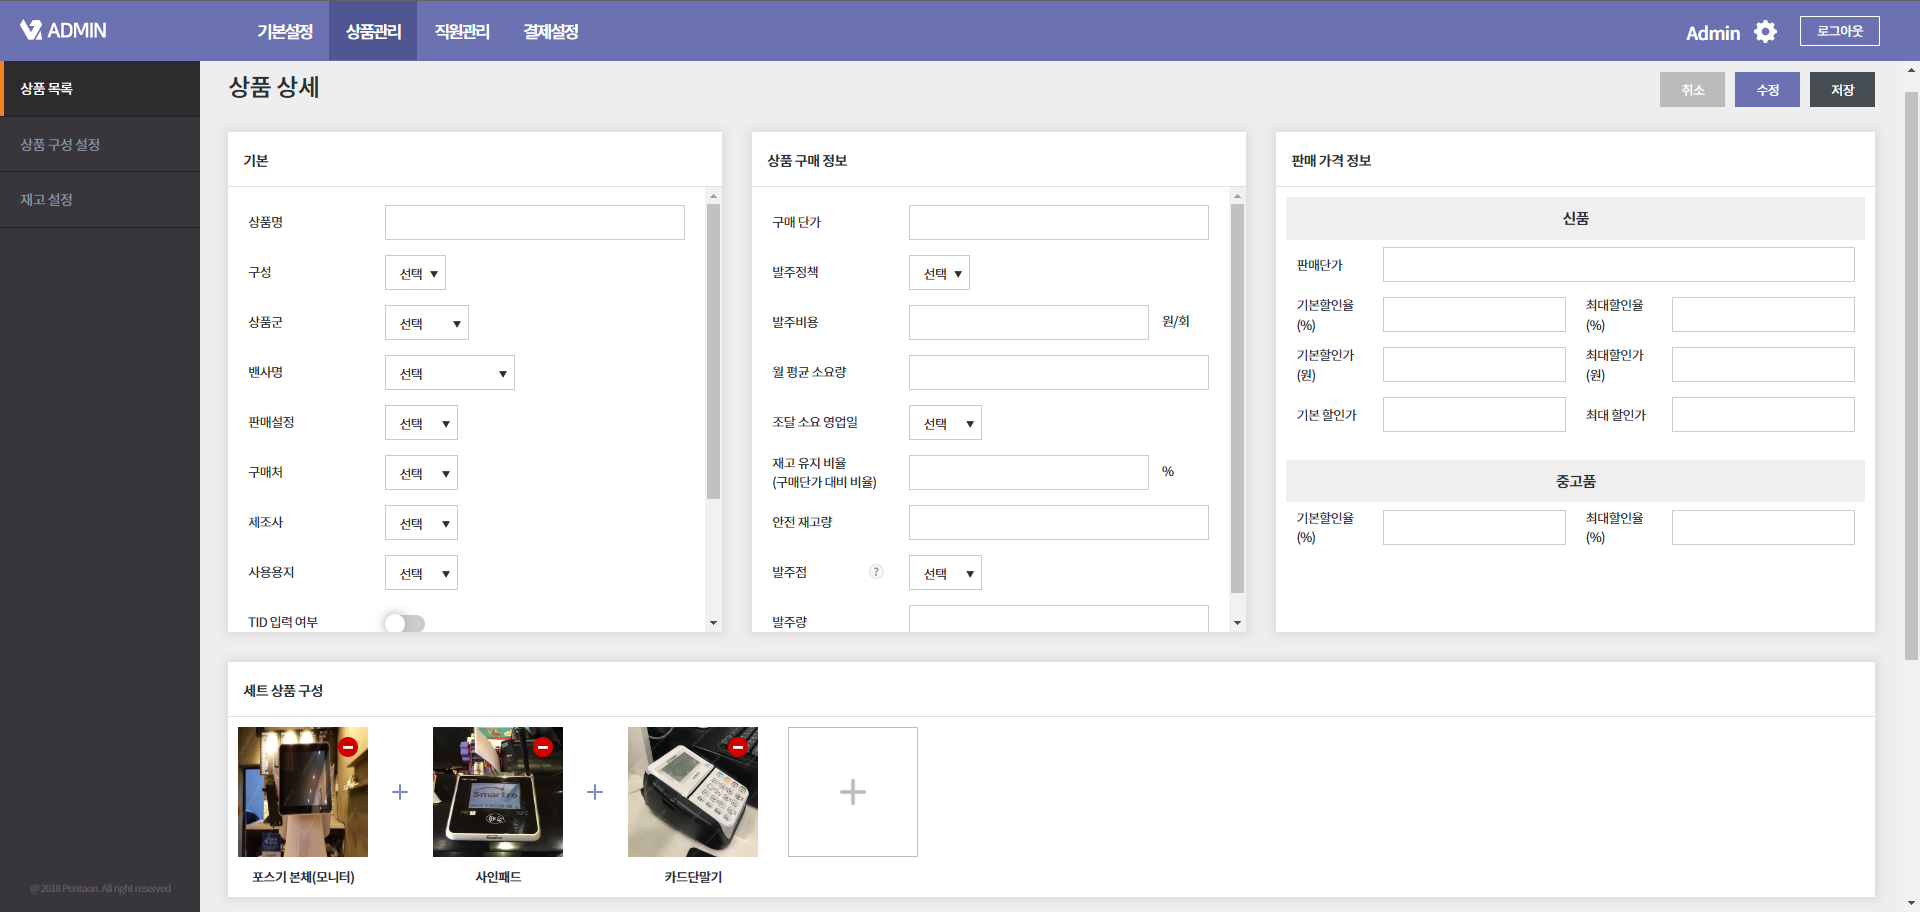 ADMIN
기본설정
상품관리
직원관리
결제설정
Admin
로그아웃
상품 목록
상품 구성 설정
재고 설정
상품 상세
취소
수정
저장
기본
상품명
구성
선택
상품군
선택
밴사명
선택
판매설정
선택
구매처
선택
제조사
선택
사용용지
선택
TID 입력 여부
상품 구매 정보
구매 단가
발주정책
선택
발주비용
원/회
월 평균 소요량
조달 소요 영업일
선택
재고 유지 비율
(구매단가 대비 비율)
%
안전 재고량
발주점
?
선택
발주량
판매 가격 정보
신품
판매단가
기본할인율
(%)
최대할인율
(%)
기본할인가
(원)
최대할인가
(원)
기본 할인가
최대 할인가
중고품
기본할인율
(%)
최대할인율
(%)
세트 상품 구성
Smartro
포스기 본체(모니터)
사인패드
카드단말기
@ 2018 Pentaon. All right reserved